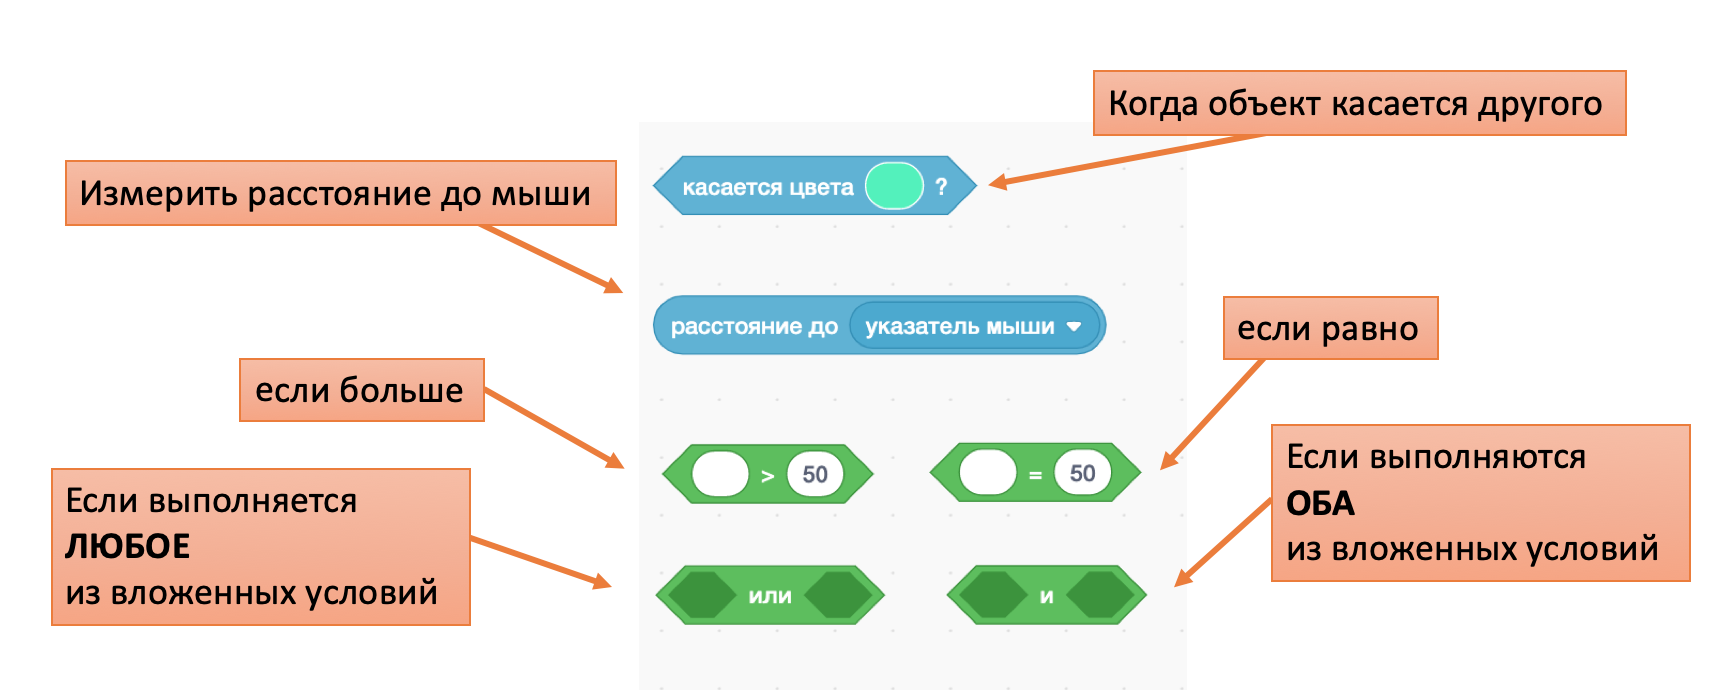 Когда объект касается другого
касается цвета ?
Измерить расстояние до мыши
расстояние до указатель мыши
если равно
если больше
> 50
= 50
Если выполняется
ЛЮБОЕ
из вложенных условий
Если выполняются
ОБА
из вложенных условий
или
и